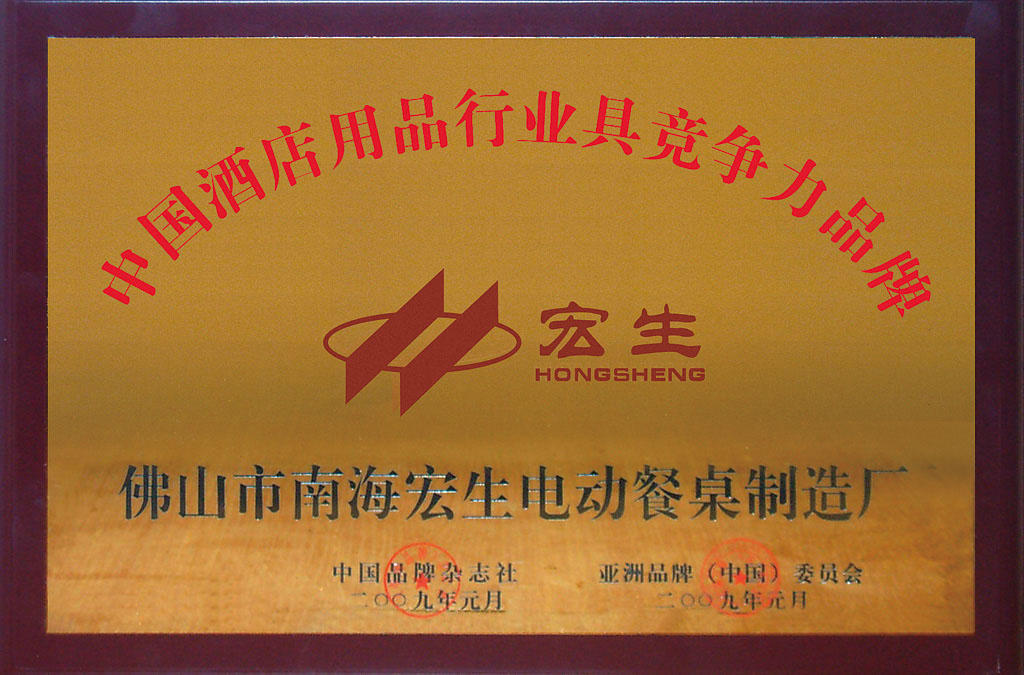 中国酒店用品行业具竞争力品牌
宏生
HONGSHENG
佛山市南海宏生电动餐桌制造厂
中国品牌杂志社
二〇〇九年元月
亚洲品牌（中国）委员会
二〇〇九年元月